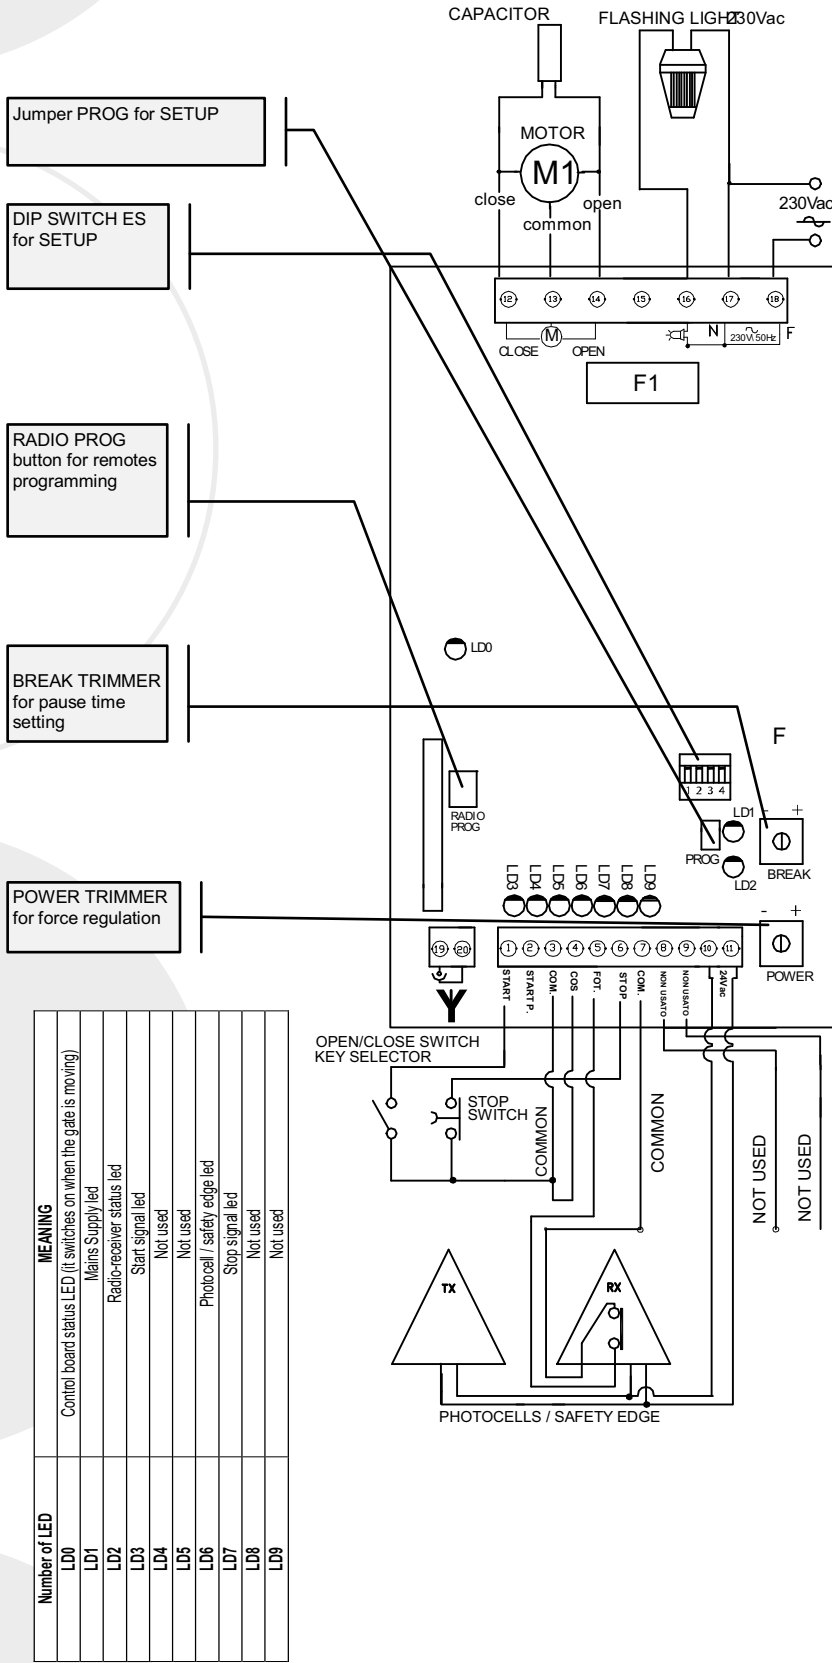 CAPACITOR
FLASHING LIGHT 230Vac
Jumper PROG for SETUP
MOTOR
M1
close
open
common
230Vac
DIP SWITCH ES
for SETUP
12 13 14 15 16 17 18
M
CLOSE OPEN
N 230V\50Hz F
F1
RADIO PROG
button for remotes
programming
LD0
BREAK TRIMMER
for pause time
setting
F
1 2 3 4
RADIO
PROG
LD1
- +
PROG
LD2
BREAK
LD3 LD4 LD5 LD6 LD7 LD8 LD9
POWER TRIMMER
for force regulation
- +
POWER
19 20
1 2 3 4 5 6 7 8 9 10 11
START
START P.
COM.
COS
FOT.
STOP
COM.
NON USATO
NON USATO
24Vac
OPEN/CLOSE SWITCH
KEY SELECTOR
STOP
SWITCH
COMMON
COMMON
NOT USED
NOT USED
TX
RX
PHOTOCELLS / SAFETY EDGE
Number of LED MEANING
LD0 Control board status LED (it switches on when the gate is moving)
LD1 Mains Supply led
LD2 Radio-receiver status led
LD3 Start signal led
LD4 Not used
LD5 Not used
LD6 Photocell / safety edge led
LD7 Stop signal led
LD8 Not used
LD9 Not used